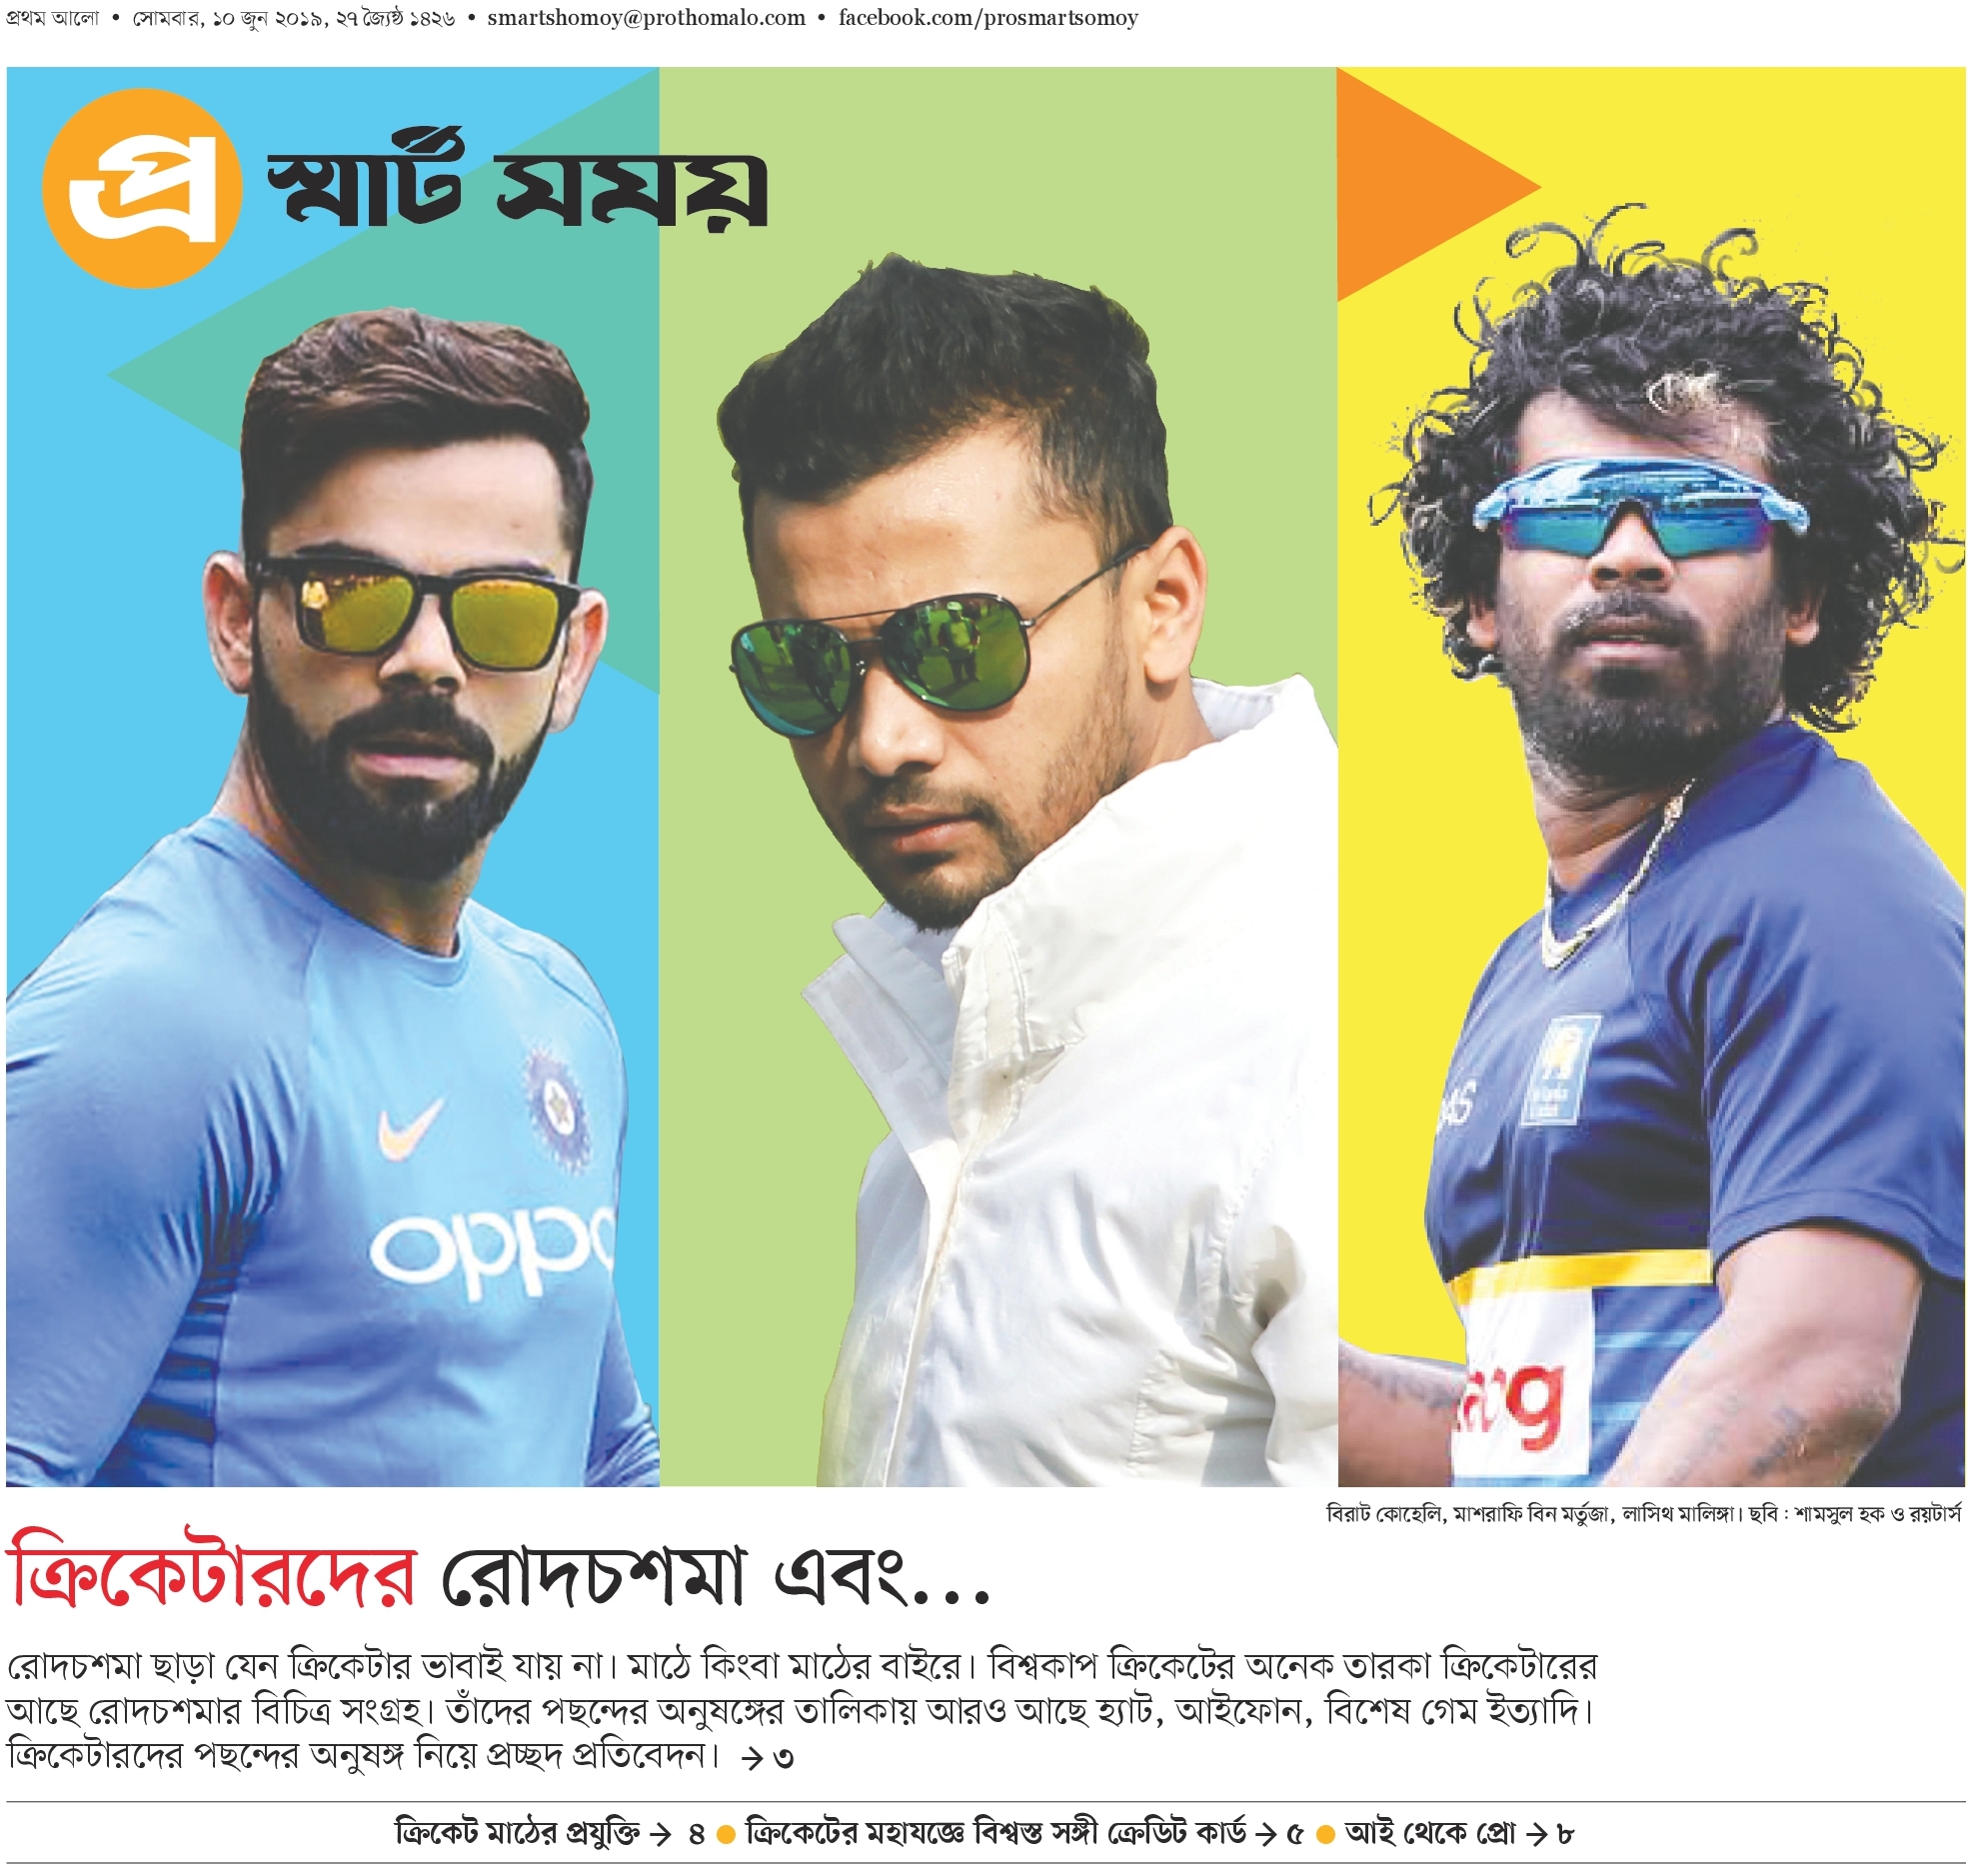 প্রথম আলো • সোমবার, ১০ জুন ২০১৯, ২৭ জ্যৈষ্ঠ ১৪২৬ • smartshomoy@prothomalo.com • facebook.com/prosmartsomoy
প্র স্মার্ট সময়
oppo
বিরাট কোহেলি, মাশরাফি বিন মর্তুজা, লাসিথ মালিঙ্গা। ছবি : শামসুল হক ও রয়টার্স
ক্রিকেটারদের রোদচশমা এবং...
রোদচশমা ছাড়া যেন ক্রিকেটার ভাবাই যায় না। মাঠে কিংবা মাঠের বাইরে। বিশ্বকাপ ক্রিকেটের অনেক তারকা ক্রিকেটারের
আছে রোদচশমার বিচিত্র সংগ্রহ। তাঁদের পছন্দের অনুষঙ্গের তালিকায় আরও আছে হ্যাট, আইফোন, বিশেষ গেম ইত্যাদি।
ক্রিকেটারদের পছন্দের অনুষঙ্গ নিয়ে প্রচ্ছদ প্রতিবেদন। → ৩
ক্রিকেট মাঠের প্রযুক্তি → ৪ ● ক্রিকেটের মহাযজ্ঞে বিশ্বস্ত সঙ্গী ক্রেডিট কার্ড → ৫ ● আই থেকে প্রো → ৮